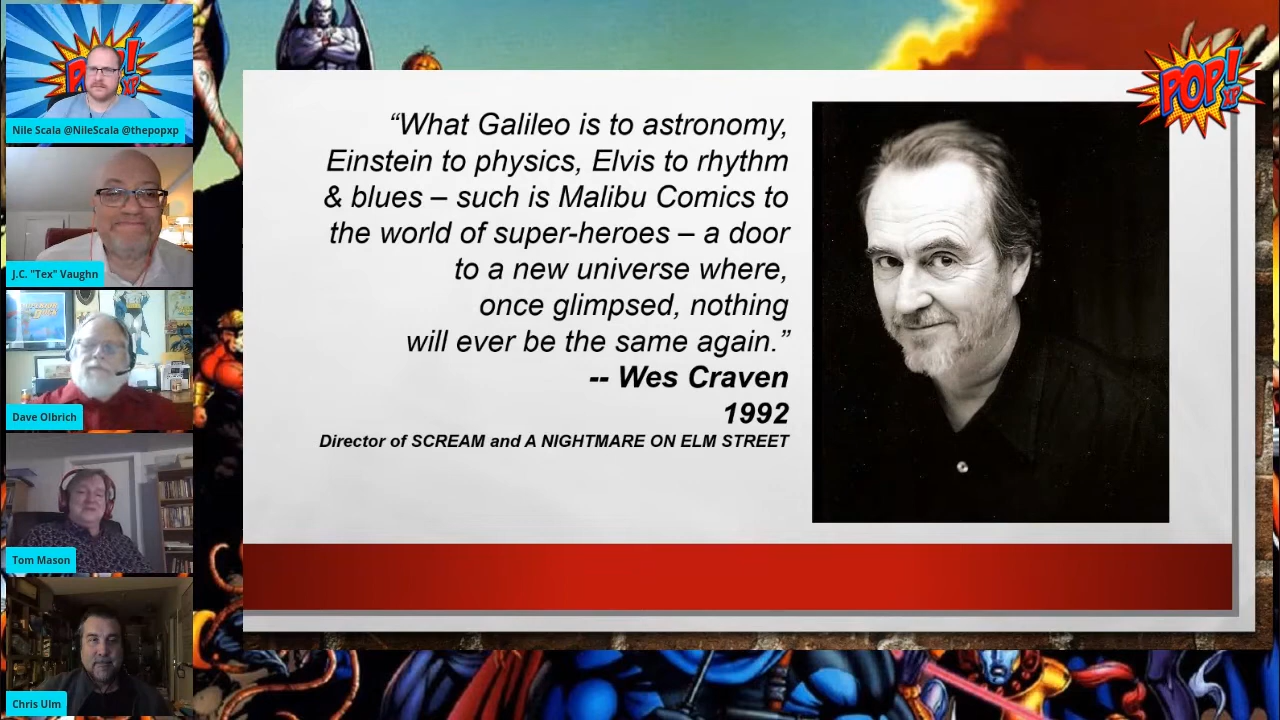 POP!
XP
Nile Scala @NileScala @thepopxp
J.C. "Tex" Vaughn
Dave Olbrich
Tom Mason
Chris Ulm
“What Galileo is to astronomy,
Einstein to physics, Elvis to rhythm
& blues – such is Malibu Comics to
the world of super-heroes – a door
to a new universe where,
once glimpsed, nothing
will ever be the same again.”
-- Wes Craven
1992
Director of SCREAM and A NIGHTMARE ON ELM STREET
POP!
XP